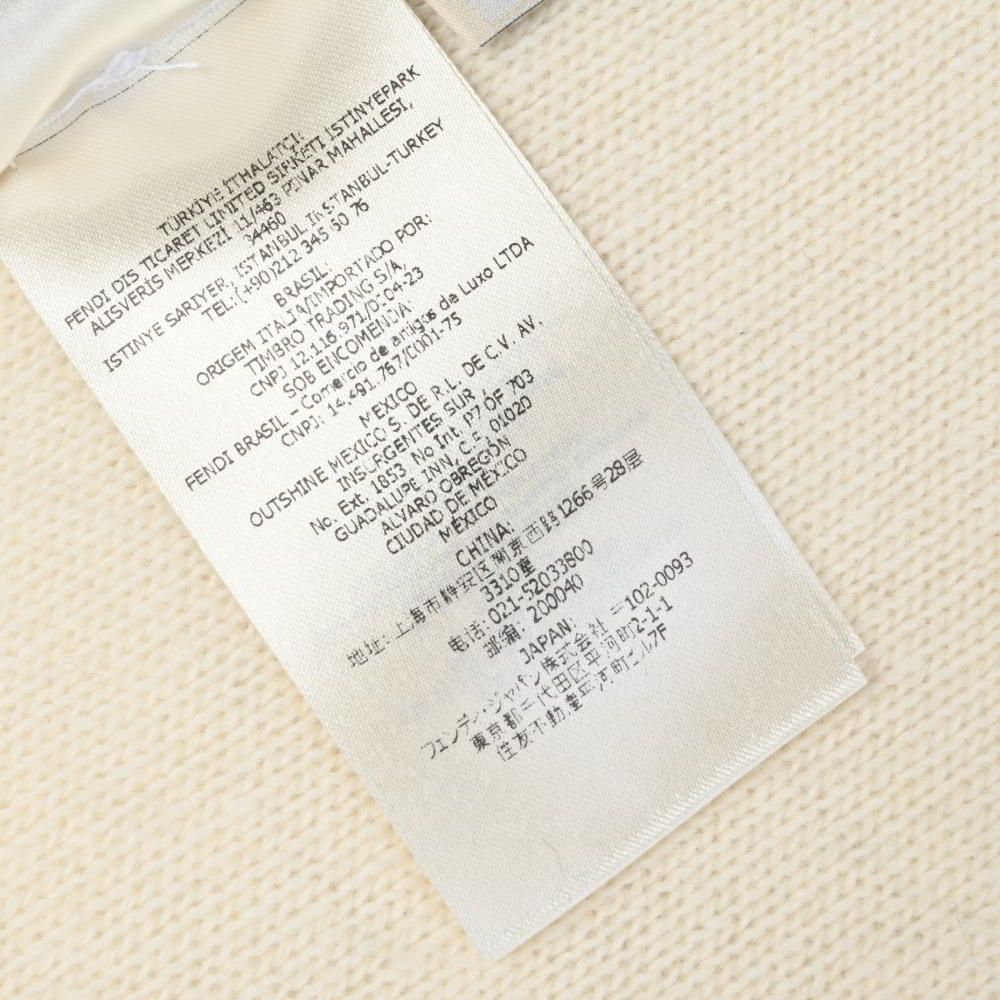 TÜRKİYE İTHALATÇI:
FENDI DIS TICARET LIMITED SIRKETI ISTINYEPARK
ALISVERİS MERKEZİ 11/463 PINAR MAHALLESI,
34460
ISTINYE SARIYER, ISTANBUL, ISTANBUL-TURKEY
TEL:(+90)212 345 60 76
BRASIL:
ORIGEM ITALIA/IMPORTADO POR:
TIMBRO TRADING S/A,
CNPJ 12.116.971/0004-23
SOB ENCOMENDA:
FENDI BRASIL - Comercio de artigos de Luxo LTDA
CNPJ: 14.491.767/0001-75
MEXICO
OUTSHINE MEXICO S. DE R.L. DE C.V. AV.
INSURGENTES SUR
No. Ext. 1853 No Int. P7 OF 703
GUADALUPE INN, C.P. 01020
ALVARO OBREGÓN
CIUDAD DE MÉXICO
MÉXICO
CHINA:
地址: 上海市静安区南京西路1266号28层
3310室
电话: 021-52033800
邮编: 200040
JAPAN:
フェンディ・ジャパン株式会社 〒102-0093
東京都千代田区平河町2-1-1
住友不動産平河町ビル7F